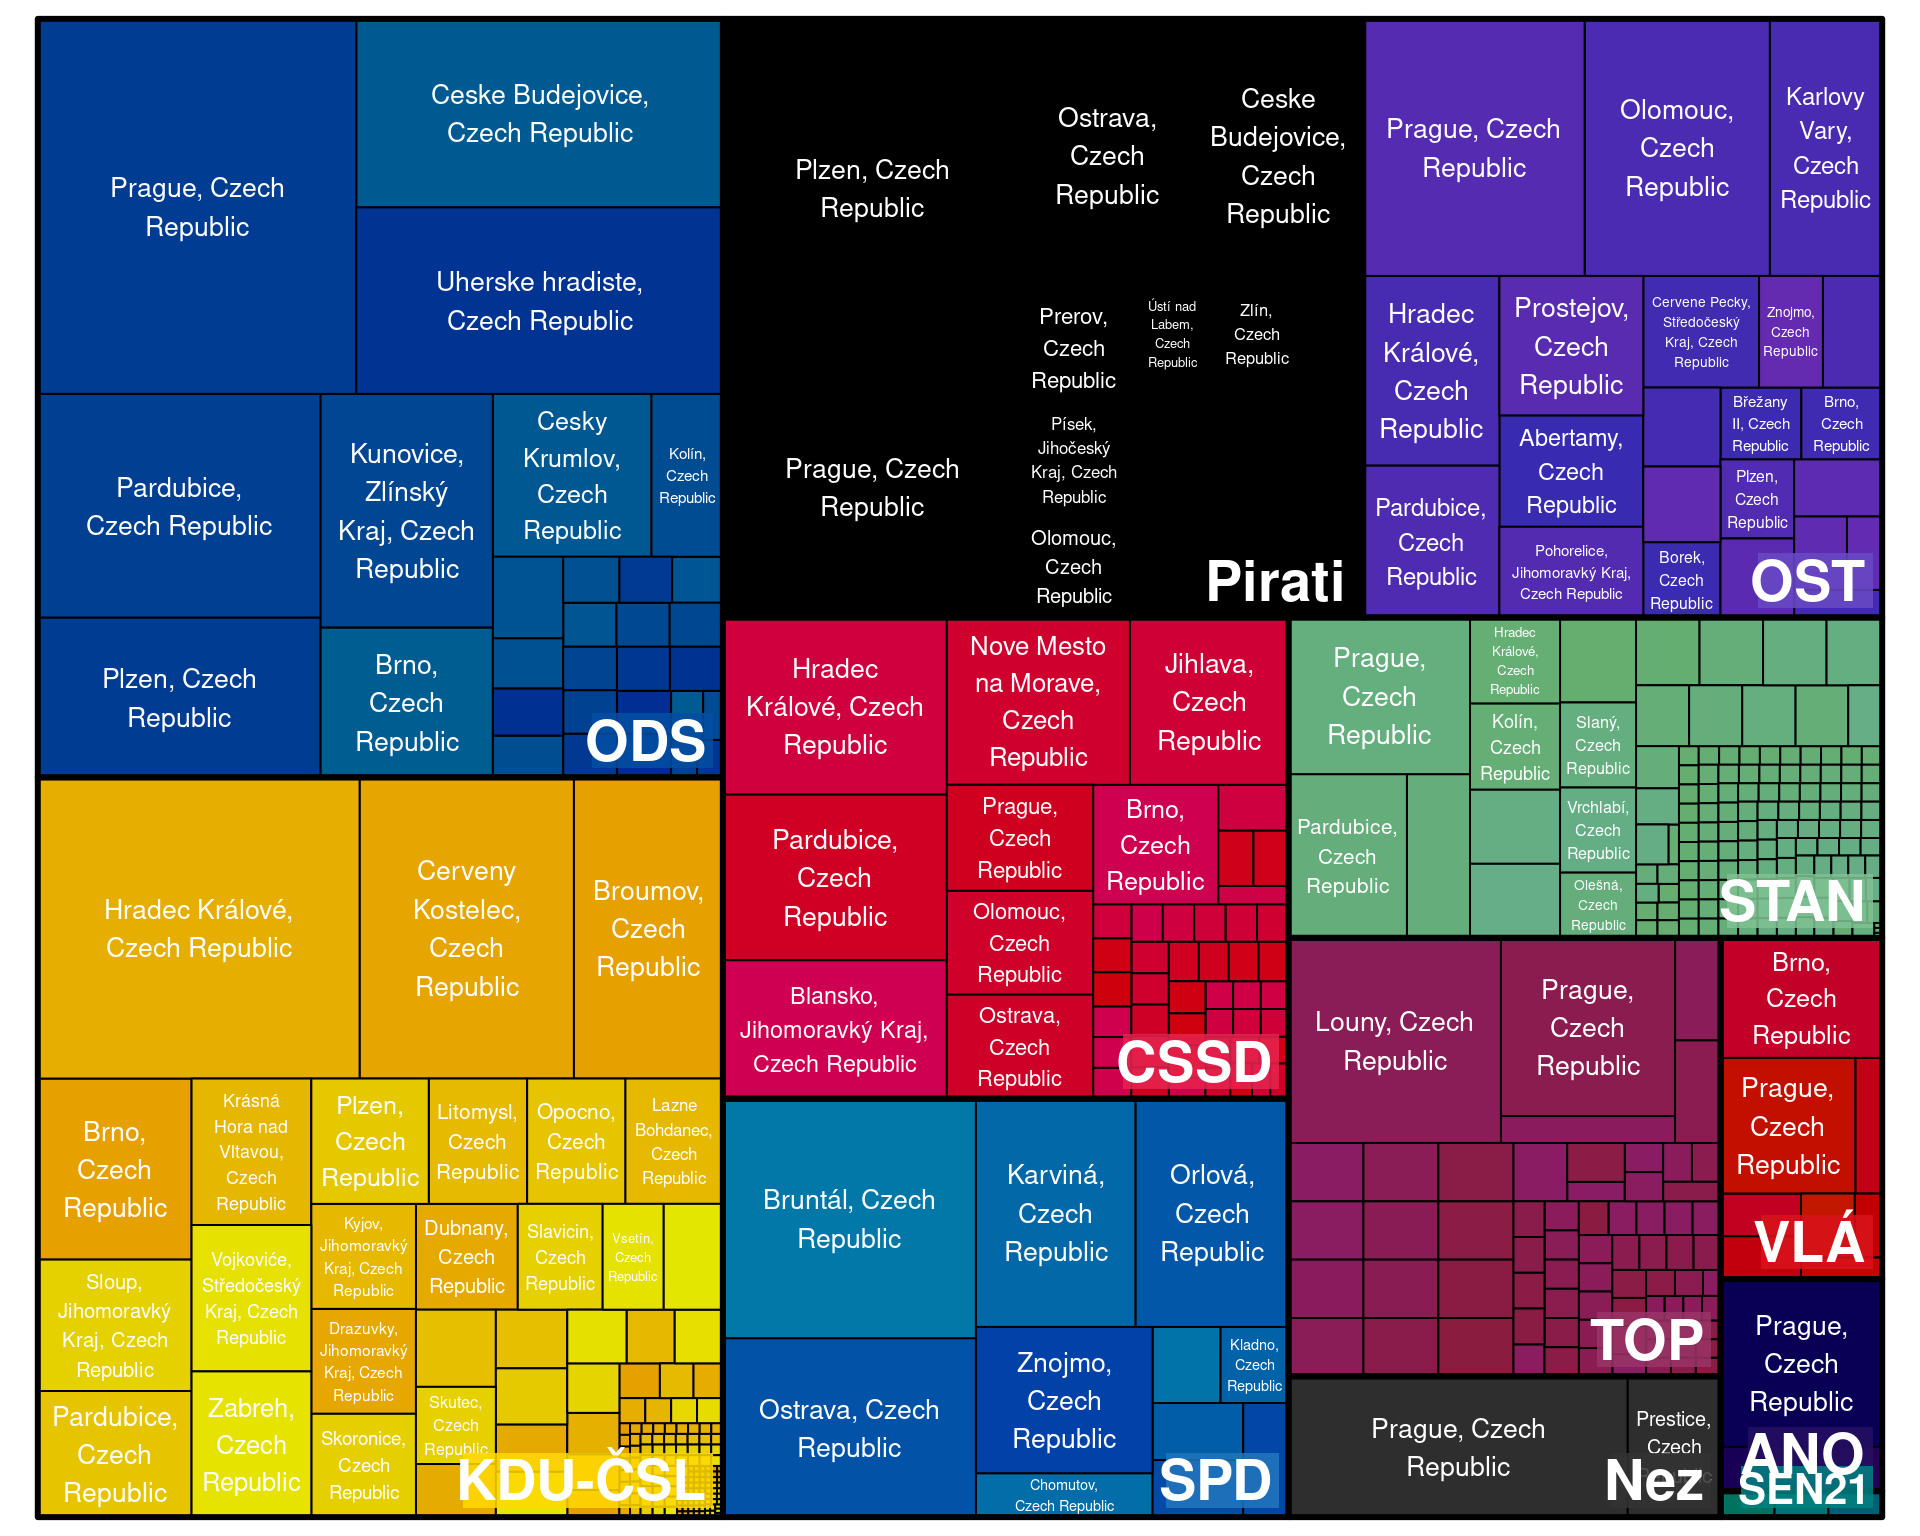 Prague, Czech
Republic
Ceske Budejovice,
Czech Republic
Uherske hradiste,
Czech Republic
Pardubice,
Czech Republic
Plzen, Czech
Republic
Kunovice,
Zlínský
Kraj, Czech
Republic
Brno,
Czech
Republic
Cesky
Krumlov,
Czech
Republic
Kolín,
Czech
Republic
ODS
Plzen, Czech
Republic
Prague, Czech
Republic
Ostrava,
Czech
Republic
Ceske
Budejovice,
Czech
Republic
Prerov,
Czech
Republic
Ústí nad
Labem,
Czech
Republic
Zlín,
Czech
Republic
Písek,
Jihočeský
Kraj, Czech
Republic
Olomouc,
Czech
Republic
Pirati
Prague, Czech
Republic
Olomouc,
Czech
Republic
Karlovy
Vary,
Czech
Republic
Hradec
Králové,
Czech
Republic
Pardubice,
Czech
Republic
Prostejov,
Czech
Republic
Abertamy,
Czech
Republic
Pohorelice,
Jihomoravký Kraj,
Czech Republic
Cervene Pecky,
Středočeský
Kraj, Czech
Republic
Znojmo,
Czech
Republic
Břežany
II, Czech
Republic
Brno,
Czech
Republic
Plzen,
Czech
Republic
Borek,
Czech
Republic
OST
Hradec Králové,
Czech Republic
Cerveny
Kostelec,
Czech
Republic
Broumov,
Czech
Republic
Brno,
Czech
Republic
Sloup,
Jihomoravký
Kraj, Czech
Republic
Pardubice,
Czech
Republic
Krásná
Hora nad
Vltavou,
Czech
Republic
Vojkoviće,
Středočeský
Kraj, Czech
Republic
Zabreh,
Czech
Republic
Plzen,
Czech
Republic
Litomysl,
Czech
Republic
Opocno,
Czech
Republic
Lazne
Bohdanec,
Czech
Republic
Kyjov,
Jihomoravký
Kraj, Czech
Republic
Drazuvky,
Jihomoravký
Kraj, Czech
Republic
Skoronice,
Czech
Republic
Dubnany,
Czech
Republic
Slavicin,
Czech
Republic
Vsetín,
Czech
Republic
Skutec,
Czech
Republic
KDU-ČSL
Hradec
Králové, Czech
Republic
Pardubice,
Czech
Republic
Blansko,
Jihomoravký Kraj,
Czech Republic
Nove Mesto
na Morave,
Czech
Republic
Jihlava,
Czech
Republic
Prague,
Czech
Republic
Olomouc,
Czech
Republic
Ostrava,
Czech
Republic
Brno,
Czech
Republic
CSSD
Bruntál, Czech
Republic
Ostrava, Czech
Republic
Karviná,
Czech
Republic
Orlová,
Czech
Republic
Znojmo,
Czech
Republic
Kladno,
Czech
Republic
Chomutov,
Czech Republic
SPD
Prague,
Czech
Republic
Pardubice,
Czech
Republic
Hradec
Králové,
Czech
Republic
Kolín,
Czech
Republic
Slaný,
Czech
Republic
Vrchlabí,
Czech
Republic
Olešná,
Czech
Republic
STAN
Louny, Czech
Republic
Prague,
Czech
Republic
TOP
Brno,
Czech
Republic
Prague,
Czech
Republic
VLÁ
Prague, Czech
Republic
Prestice,
Czech
Nez
Prague,
Czech
Republic
ANO
SEN21